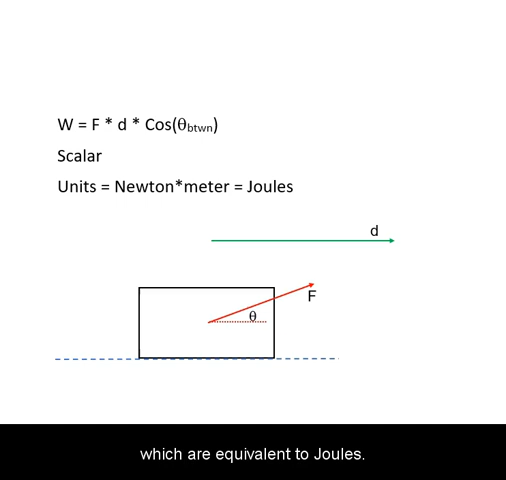 W = F * d * Cos(θbtwn)
Scalar
Units = Newton*meter = Joules
d
F
θ
which are equivalent to Joules.